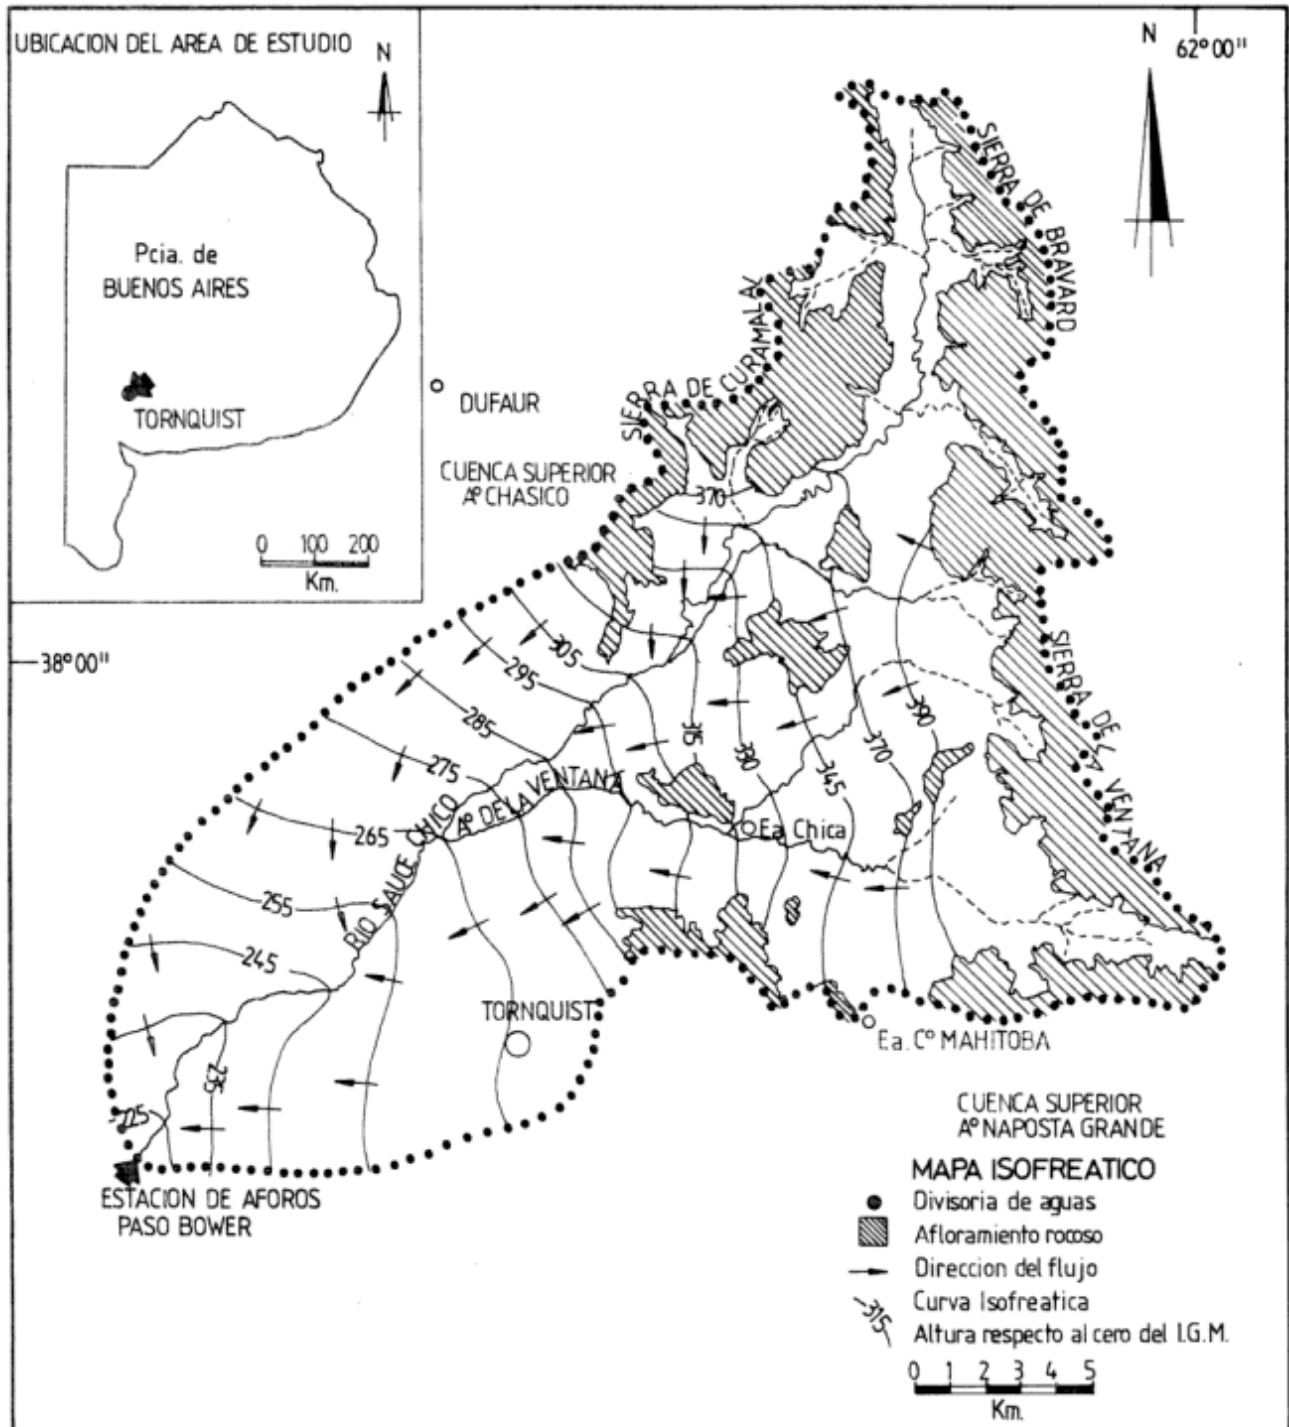 UBICACION DEL AREA DE ESTUDIO
N
Pcia. de
BUENOS AIRES
TORNQUIST
0 100 200
Km.
N
62°00"
38°00"
SIERRA DE BRAVARD
SIERRA DE CURAMALAL
DUFAUR
CUENCA SUPERIOR
A° CHASICO
370
305
295
285
275
265
255
245
235
225
315
330
345
370
390
SIERRA DE LA VENTANA
A° DE LA VENTANA
RIO SAUCE CHICO
Ea. Chica
TORNQUIST
Ea. C° MAHITOBA
ESTACION DE AFOROS
PASO BOWER
CUENCA SUPERIOR
A° NAPOSTA GRANDE
MAPA ISOFREATICO
Divisoria de aguas
Afloramiento rocoso
Direccion del flujo
315
Curva Isofreatica
Altura respecto al cero del I.G.M.
0 1 2 3 4 5
Km.